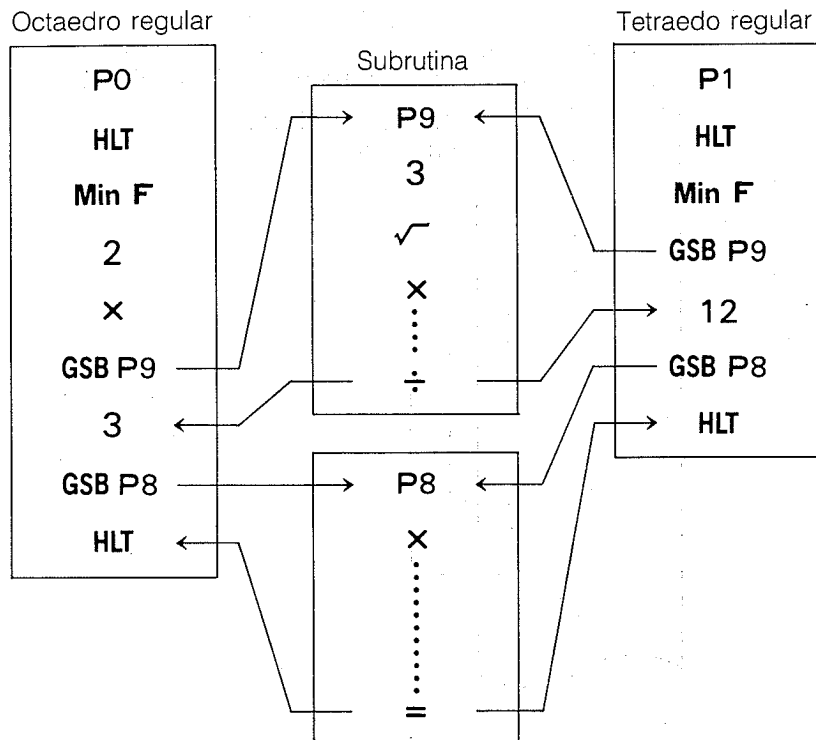 Octaedro regular
P0
HLT
Min F
2
×
GSB P9
3
GSB P8
HLT
Subrutina
P9
3
√
×
÷
P8
×
=
Tetraedo regular
P1
HLT
Min F
GSB P9
12
GSB P8
HLT